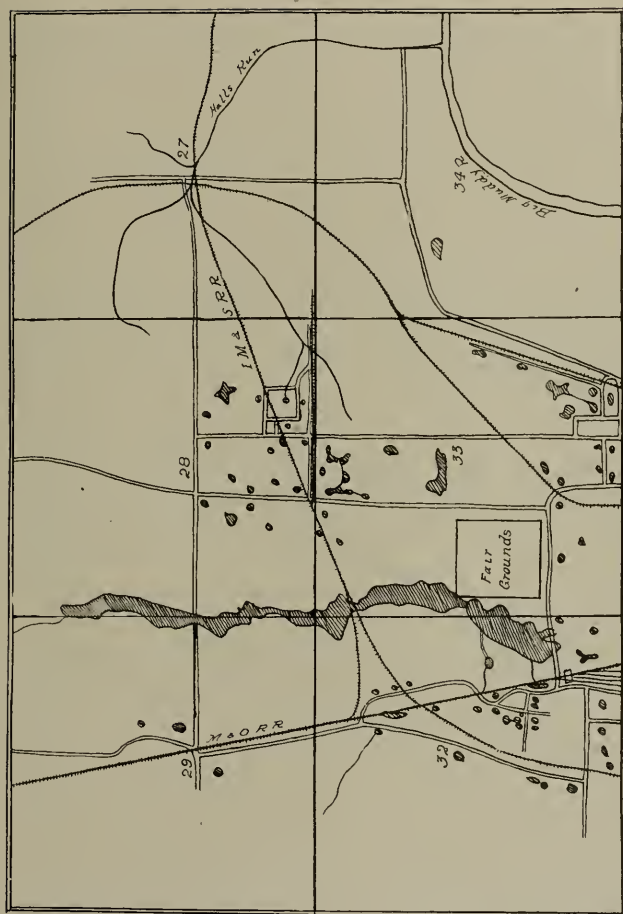 Halls Run
27
34
Big Muddy R
I M & S R R
28
33
Fair
Grounds
M & O R R
29
32